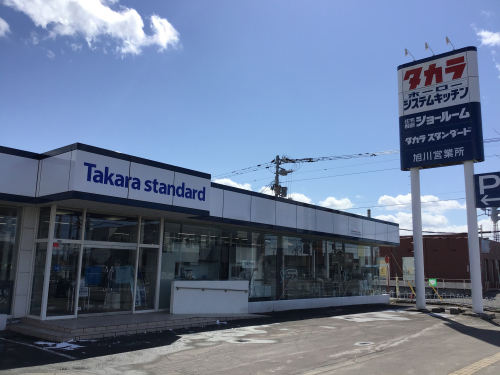 Takara standard
タカラ
ホーロー
システムキッチン
ショールーム
タカラスタンダード
旭川営業所
P